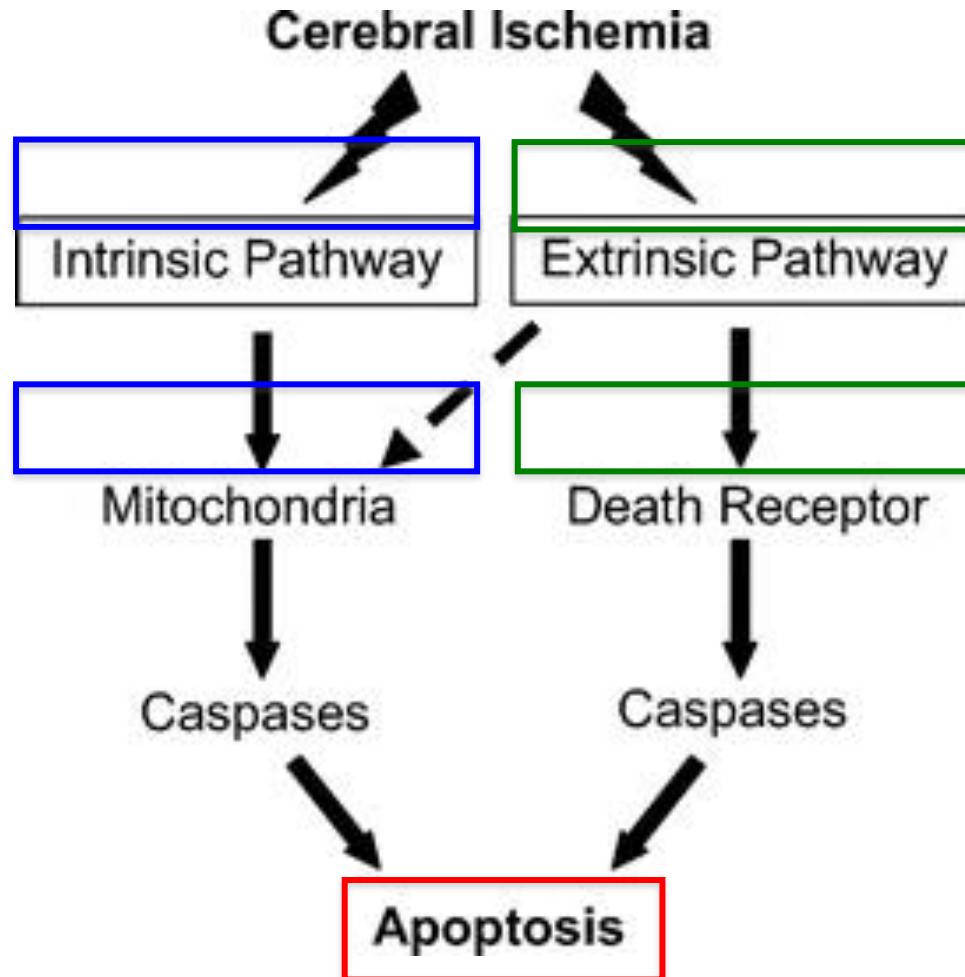 Cerebral Ischemia
Intrinsic Pathway
Extrinsic Pathway
Mitochondria
Death Receptor
Caspases
Caspases
Apoptosis